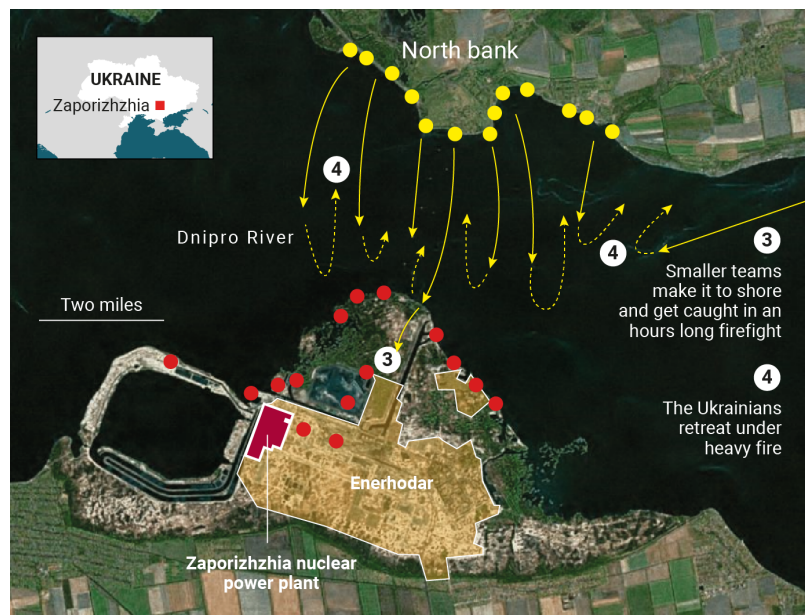 UKRAINE
Zaporizhzhia
North bank
4
Dnipro River
4
3
Smaller teams
make it to shore
and get caught in an
hours long firefight
Two miles
3
4
The Ukrainians
retreat under
heavy fire
Enerhodar
Zaporizhzhia nuclear
power plant